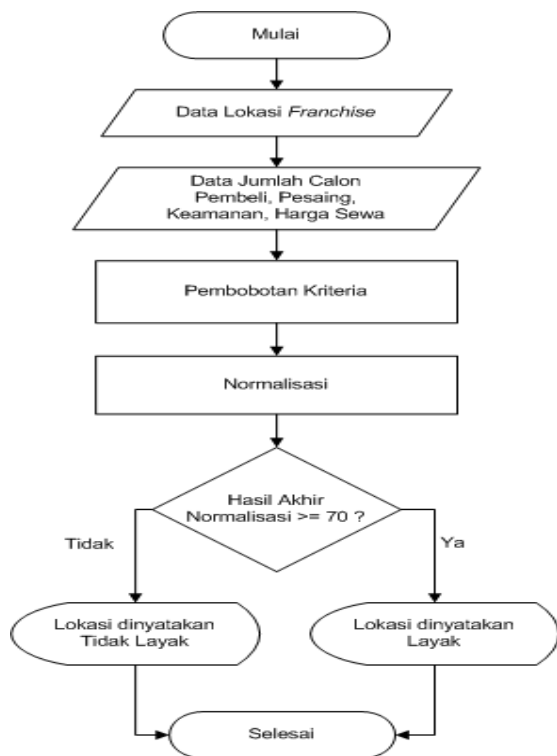 Mulai
Data Lokasi Franchise
Data Jumlah Calon
Pembeli, Pesaing,
Keamanan, Harga Sewa
Pembobotan Kriteria
Normalisasi
Hasil Akhir
Normalisasi >= 70 ?
Tidak
Ya
Lokasi dinyatakan
Tidak Layak
Lokasi dinyatakan
Layak
Selesai